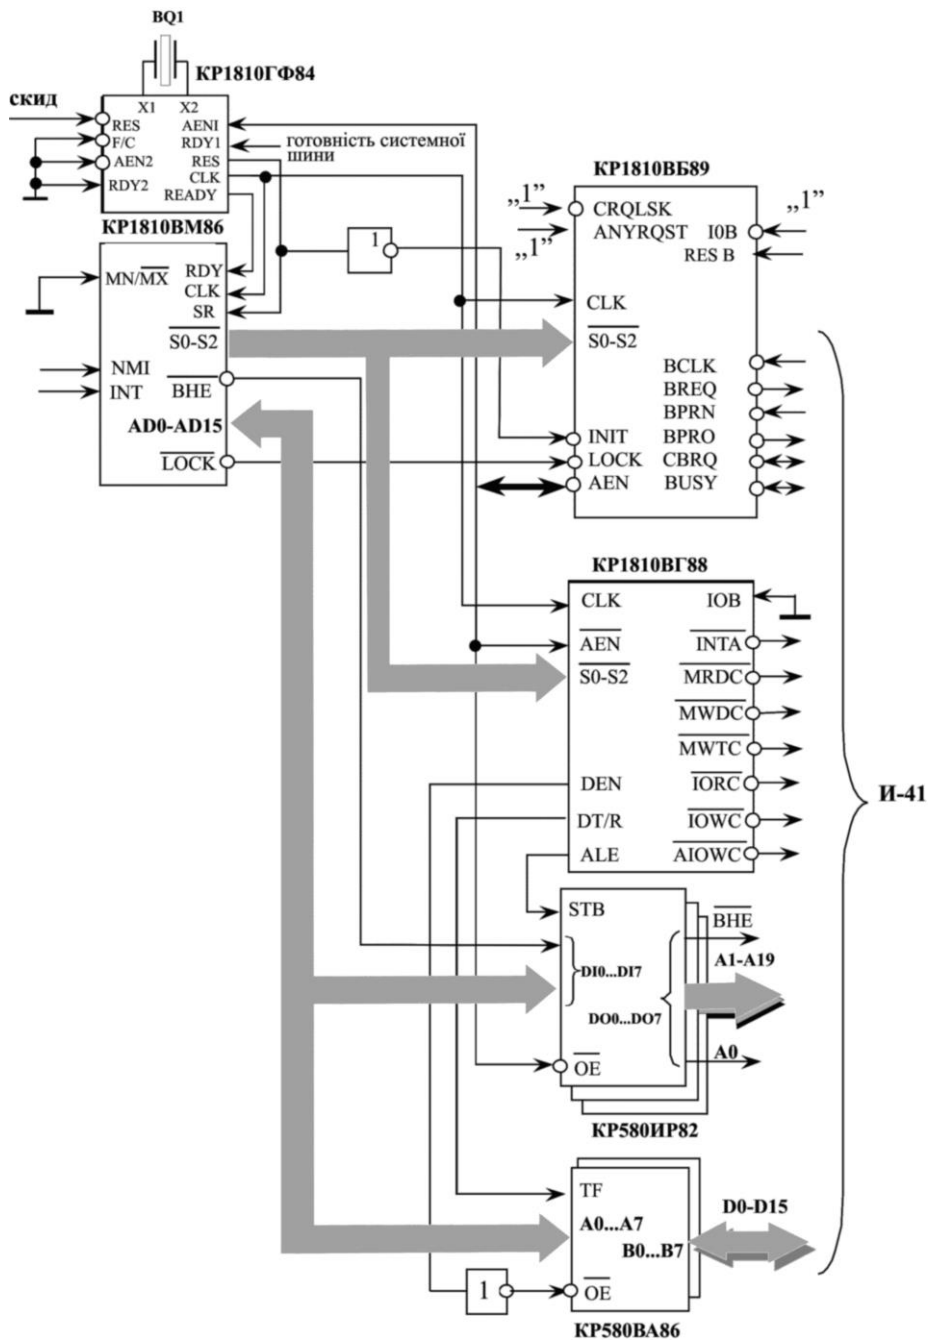 BQ1
КР1810ГФ84
скид
X1 X2
RES
F/C
AEN2
RDY2
AENI
RDY1
RES
CLK
READY
готовність системної
шини
КР1810ВМ86
MN/MX
NMI
INT
RDY
CLK
SR
S0-S2
BHE
AD0-AD15
LOCK
1
КР1810ВБ89
„1”
„1”
CRQLSK
ANYRQST
CLK
S0-S2
INIT
LOCK
AEN
I0B
RES B
„1”
BCLK
BREQ
BPRN
BPRO
CBRQ
BUSY
КР1810ВГ88
CLK
AEN
S0-S2
DEN
DT/R
ALE
IOB
INTA
MRDC
MWDC
MWTC
IORC
IOWC
AIOWC
И-41
STB
DI0...DI7
DO0...DO7
OE
BHE
A1-A19
A0
КР580ИР82
TF
A0...A7
B0...B7
OE
D0-D15
1
КР580ВА86